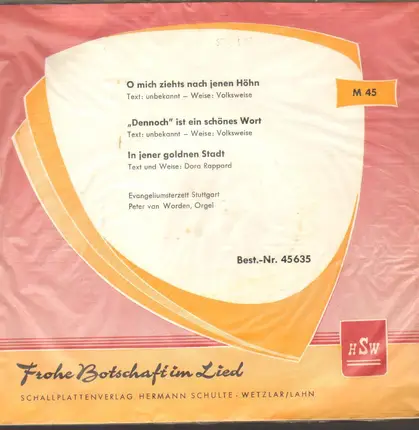 O mich ziehts nach jenen Höhn
Text: unbekannt — Weise: Volksweise
M 45
„Dennoch" ist ein schönes Wort
Text: unbekannt — Weise: Volksweise
In jener goldnen Stadt
Text und Weise: Dora Rappard
Evangeliumsterzett Stuttgart
Peter van Worden, Orgel
Best.-Nr. 45635
HSW
Frohe Botschaft im Lied
SCHALLPLATTENVERLAG HERMANN SCHULTE · WETZLAR/LAHN